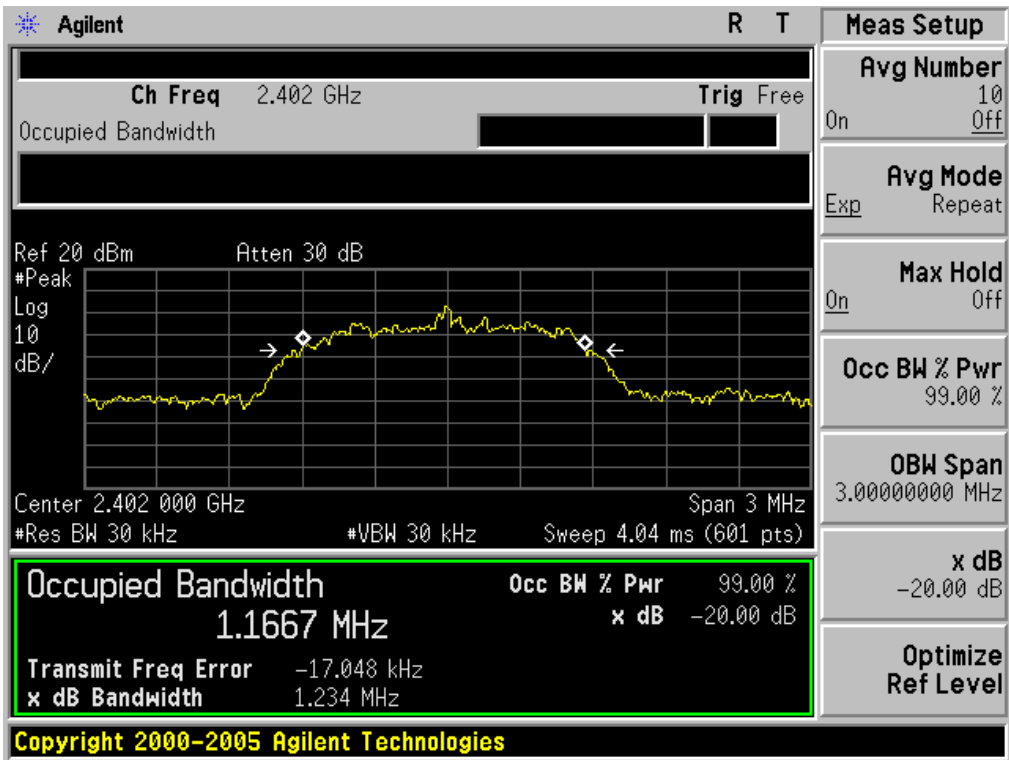 Agilent R T
Ch Freq 2.402 GHz Trig Free
Occupied Bandwidth
Ref 20 dBm Atten 30 dB
#Peak
Log
10
dB/
Center 2.402 000 GHz Span 3 MHz
#Res BW 30 kHz #VBW 30 kHz Sweep 4.04 ms (601 pts)
Occupied Bandwidth Occ BW % Pwr 99.00 %
1.1667 MHz x dB -20.00 dB
Transmit Freq Error -17.048 kHz
x dB Bandwidth 1.234 MHz
Copyright 2000-2005 Agilent Technologies
Meas Setup
Avg Number
10
On Off
Avg Mode
Exp Repeat
Max Hold
On Off
Occ BW % Pwr
99.00 %
OBW Span
3.00000000 MHz
x dB
-20.00 dB
Optimize
Ref Level